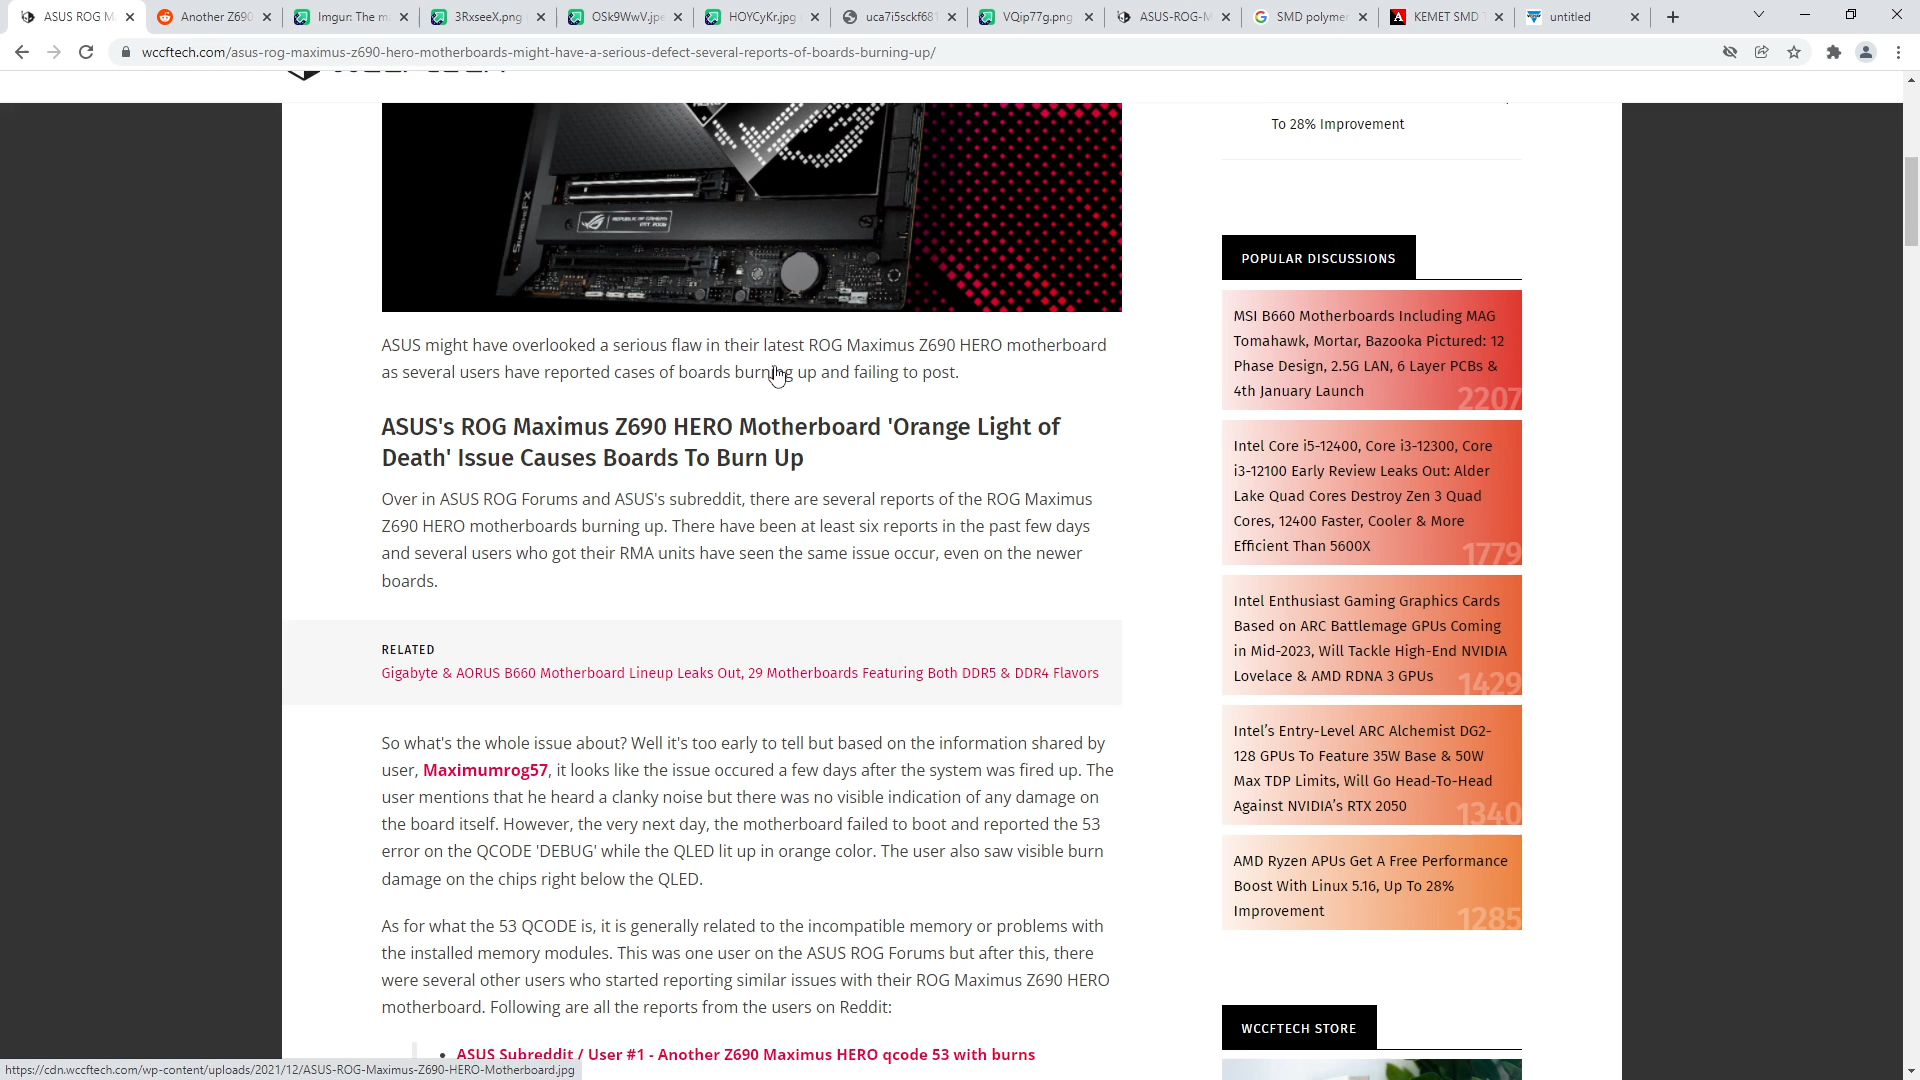 ASUS ROG M
Another Z690
Imgur: The m
3RxseeX.png
OSk9WwV.jpe
HOYCyKr.jpg
uca7i5sckf681
VQip77g.png
ASUS-ROG-M
SMD polymer
KEMET SMD T
untitled
wccftech.com/asus-rog-maximus-z690-hero-motherboards-might-have-a-serious-defect-several-reports-of-boards-burning-up/
To 28% Improvement
REPUBLIC OF GAMERS
POPULAR DISCUSSIONS
MSI B660 Motherboards Including MAG
Tomahawk, Mortar, Bazooka Pictured: 12
Phase Design, 2.5G LAN, 6 Layer PCBs &
4th January Launch
2207
Intel Core i5-12400, Core i3-12300, Core
i3-12100 Early Review Leaks Out: Alder
Lake Quad Cores Destroy Zen 3 Quad
Cores, 12400 Faster, Cooler & More
Efficient Than 5600X
1779
Intel Enthusiast Gaming Graphics Cards
Based on ARC Battlemage GPUs Coming
in Mid-2023, Will Tackle High-End NVIDIA
Lovelace & AMD RDNA 3 GPUs
1429
Intel’s Entry-Level ARC Alchemist DG2-
128 GPUs To Feature 35W Base & 50W
Max TDP Limits, Will Go Head-To-Head
Against NVIDIA’s RTX 2050
1340
AMD Ryzen APUs Get A Free Performance
Boost With Linux 5.16, Up To 28%
Improvement
1285
WCCFTECH STORE
ASUS might have overlooked a serious flaw in their latest ROG Maximus Z690 HERO motherboard
as several users have reported cases of boards burning up and failing to post.
ASUS's ROG Maximus Z690 HERO Motherboard 'Orange Light of
Death' Issue Causes Boards To Burn Up
Over in ASUS ROG Forums and ASUS's subreddit, there are several reports of the ROG Maximus
Z690 HERO motherboards burning up. There have been at least six reports in the past few days
and several users who got their RMA units have seen the same issue occur, even on the newer
boards.
RELATED
Gigabyte & AORUS B660 Motherboard Lineup Leaks Out, 29 Motherboards Featuring Both DDR5 & DDR4 Flavors
So what's the whole issue about? Well it's too early to tell but based on the information shared by
user, Maximumrog57, it looks like the issue occured a few days after the system was fired up. The
user mentions that he heard a clanky noise but there was no visible indication of any damage on
the board itself. However, the very next day, the motherboard failed to boot and reported the 53
error on the QCODE 'DEBUG' while the QLED lit up in orange color. The user also saw visible burn
damage on the chips right below the QLED.
As for what the 53 QCODE is, it is generally related to the incompatible memory or problems with
the installed memory modules. This was one user on the ASUS ROG Forums but after this, there
were several other users who started reporting similar issues with their ROG Maximus Z690 HERO
motherboard. Following are all the reports from the users on Reddit:
• ASUS Subreddit / User #1 - Another Z690 Maximus HERO qcode 53 with burns
https://cdn.wccftech.com/wp-content/uploads/2021/12/ASUS-ROG-Maximus-Z690-HERO-Motherboard.jpg